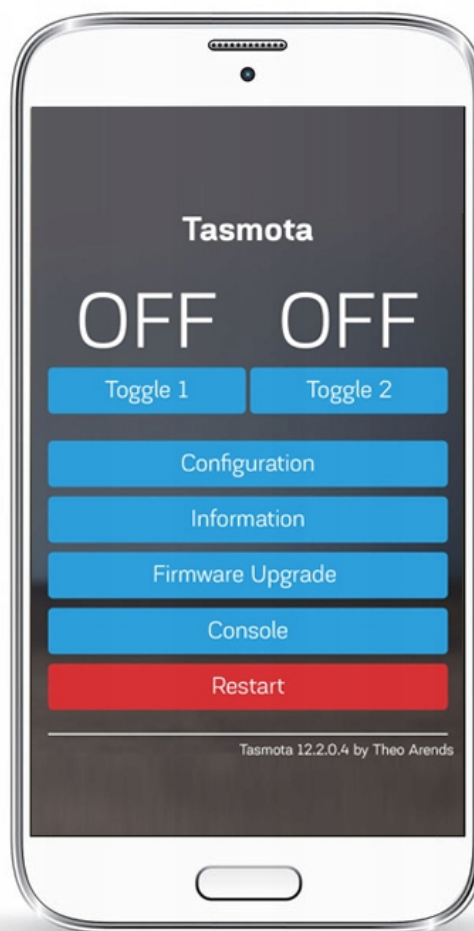 Tasmota
OFF OFF
Toggle 1 Toggle 2
Configuration
Information
Firmware Upgrade
Console
Restart
Tasmota 12.2.0.4 by Theo Arends